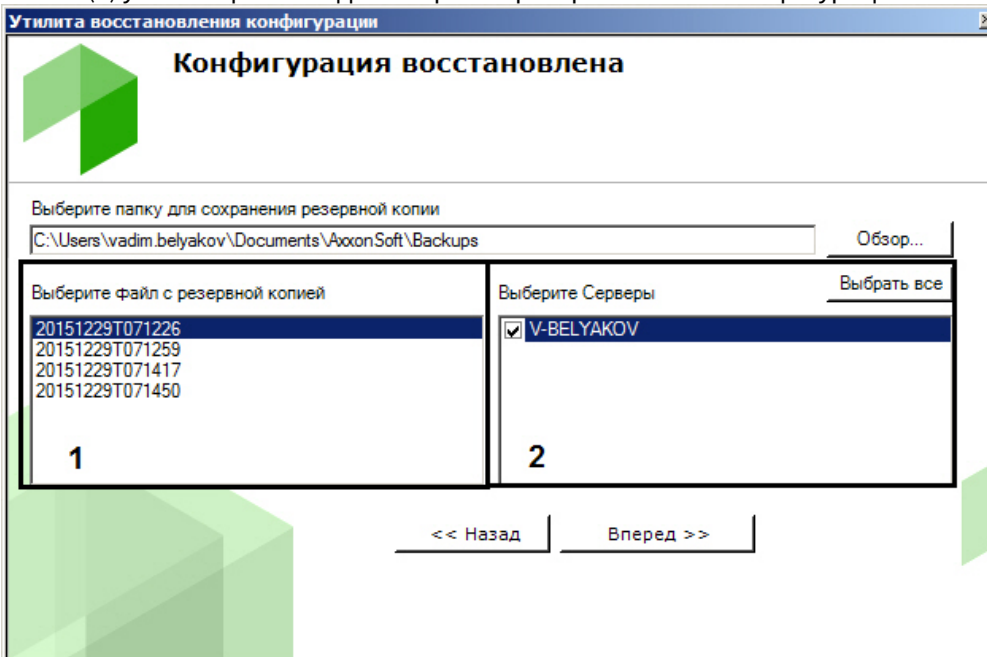 Утилита восстановления конфигурации
Конфигурация восстановлена
Выберите папку для сохранения резервной копии
C:\Users\vadim.belyakov\Documents\AxxonSoft\Backups
Обзор...
Выберите файл с резервной копией
Выберите Серверы
Выбрать все
20151229T071226
20151229T071259
20151229T071417
20151229T071450
V-BELYAKOV
1
2
<< Назад
Вперед >>